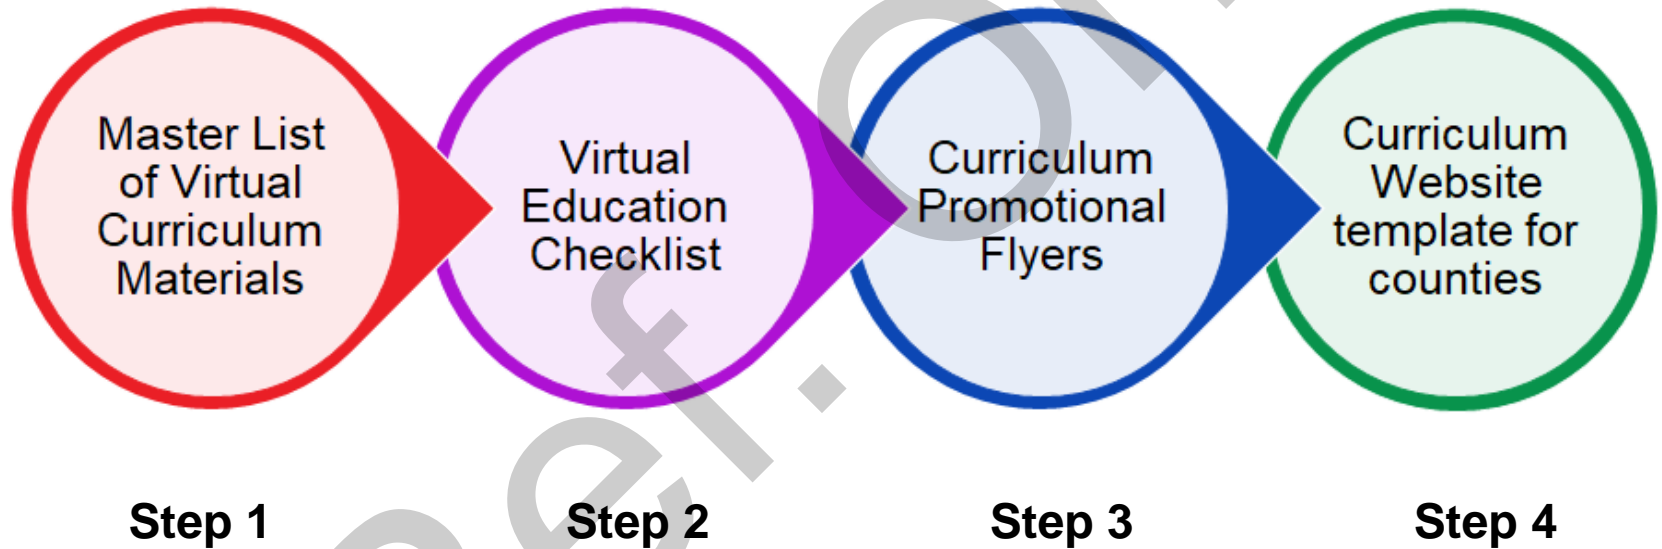 Master List
of Virtual
Curriculum
Materials
Virtual
Education
Checklist
Curriculum
Promotional
Flyers
Curriculum
Website
template for
counties
Step 1
Step 2
Step 3
Step 4